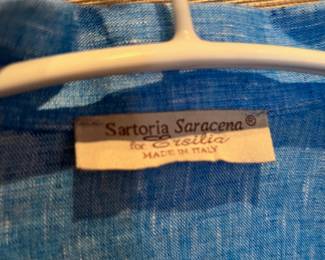 Sartoria Saracena®
for Ersilia
MADE IN ITALY